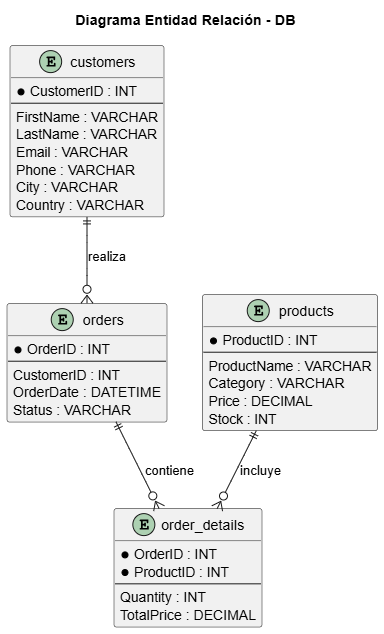 Diagrama Entidad Relación - DB
E customers
CustomerID : INT
FirstName : VARCHAR
LastName : VARCHAR
Email : VARCHAR
Phone : VARCHAR
City : VARCHAR
Country : VARCHAR
realiza
E orders
OrderID : INT
CustomerID : INT
OrderDate : DATETIME
Status : VARCHAR
E products
ProductID : INT
ProductName : VARCHAR
Category : VARCHAR
Price : DECIMAL
Stock : INT
contiene
incluye
E order_details
OrderID : INT
ProductID : INT
Quantity : INT
TotalPrice : DECIMAL